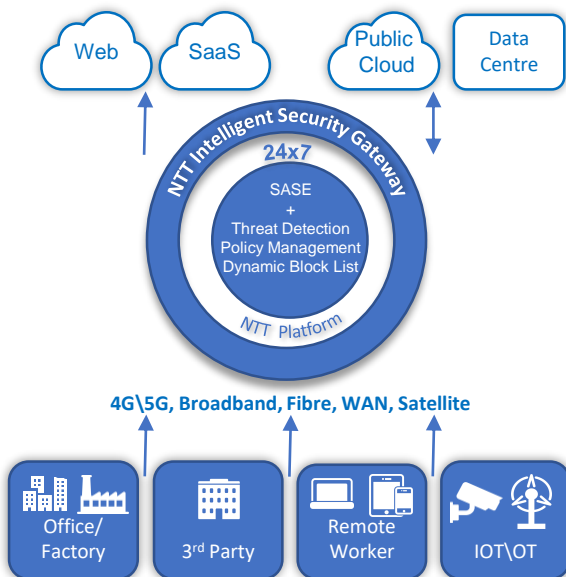 Web
SaaS
Public
Cloud
Data
Centre
NTT Intelligent Security Gateway
24x7
SASE
+
Threat Detection
Policy Management
Dynamic Block List
NTT Platform
4G\5G, Broadband, Fibre, WAN, Satellite
Office/
Factory
3rd Party
Remote
Worker
IOT\OT